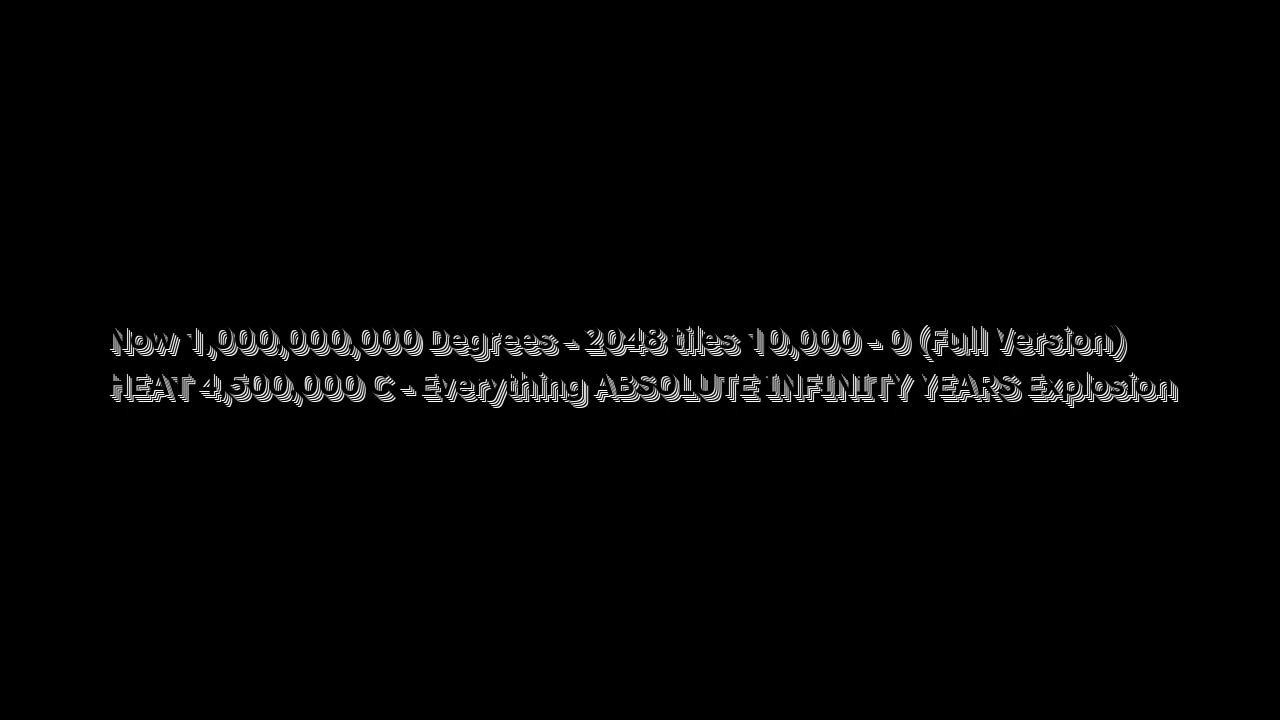 Now 1,000,000,000 Degrees - 2048 tiles 10,000 - 0 (Full Version)
HEAT 4,500,000 C - Everything ABSOLUTE INFINITY YEARS Explosion